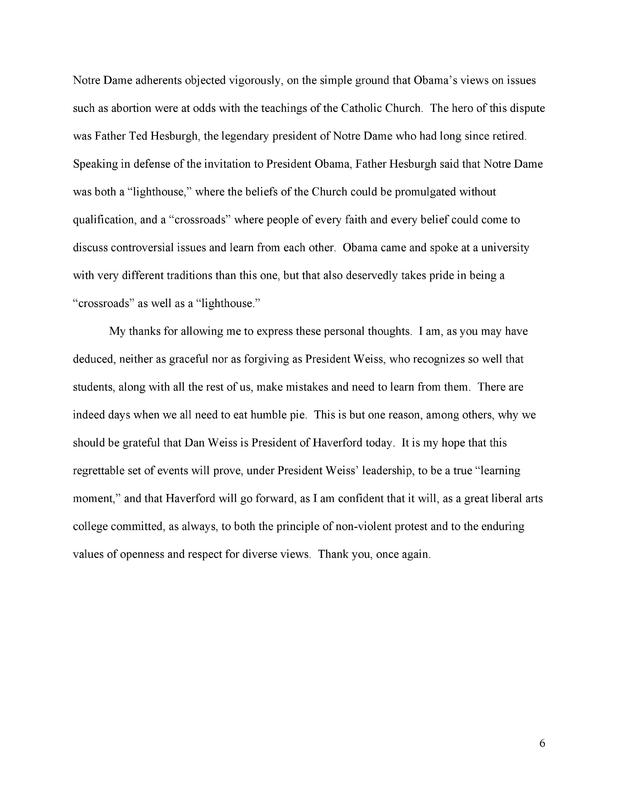 Notre Dame adherents objected vigorously, on the simple ground that Obama’s views on issues
such as abortion were at odds with the teachings of the Catholic Church.  The hero of this dispute
was Father Ted Hesburgh, the legendary president of Notre Dame who had long since retired.
Speaking in defense of the invitation to President Obama, Father Hesburgh said that Notre Dame
was both a “lighthouse,” where the beliefs of the Church could be promulgated without
qualification, and a “crossroads” where people of every faith and every belief could come to
discuss controversial issues and learn from each other.  Obama came and spoke at a university
with very different traditions than this one, but that also deservedly takes pride in being a
“crossroads” as well as a “lighthouse.”
My thanks for allowing me to express these personal thoughts.  I am, as you may have
deduced, neither as graceful nor as forgiving as President Weiss, who recognizes so well that
students, along with all the rest of us, make mistakes and need to learn from them.  There are
indeed days when we all need to eat humble pie.  This is but one reason, among others, why we
should be grateful that Dan Weiss is President of Haverford today.  It is my hope that this
regrettable set of events will prove, under President Weiss’ leadership, to be a true “learning
moment,” and that Haverford will go forward, as I am confident that it will, as a great liberal arts
college committed, as always, to both the principle of non-violent protest and to the enduring
values of openness and respect for diverse views.  Thank you, once again.
6